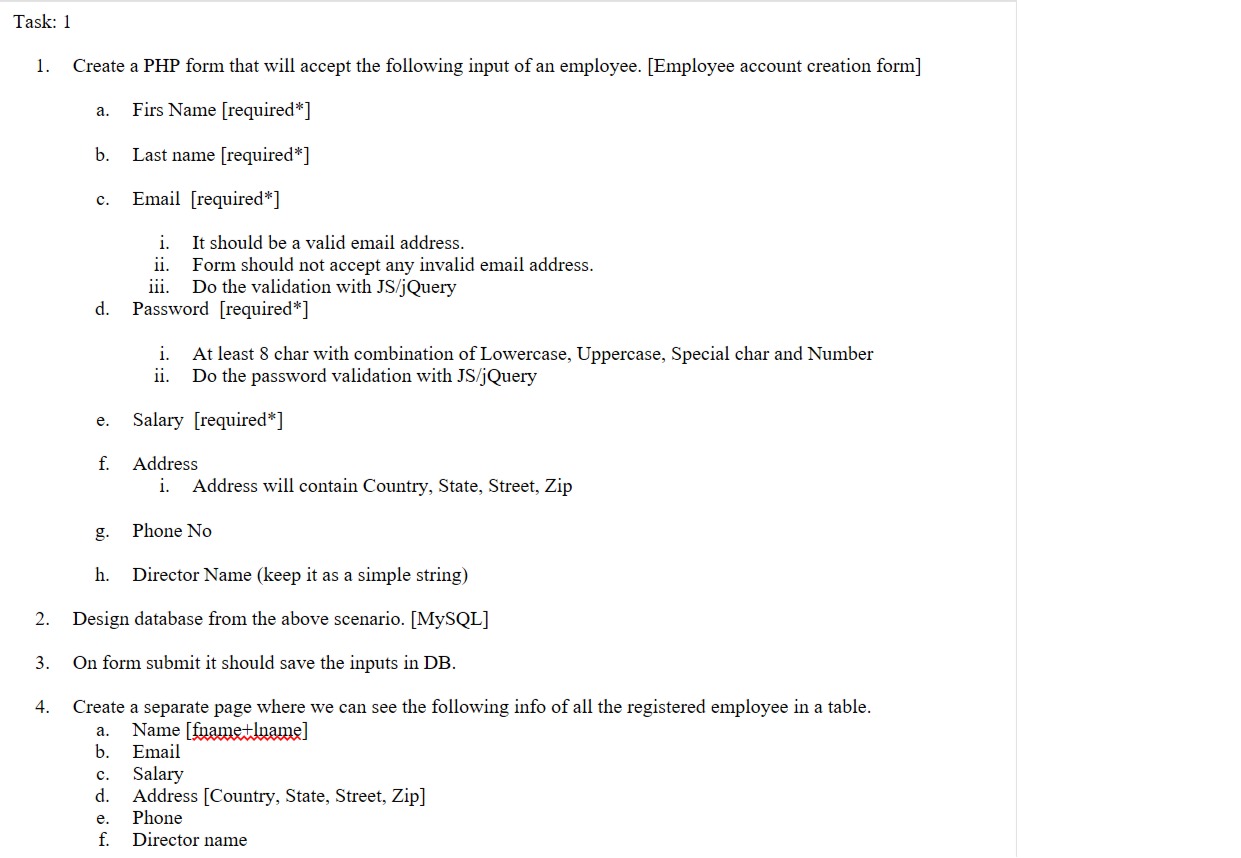 Task: 1
1. Create a PHP form that will accept the following input of an employee. [Employee account creation form]
a. Firs Name [required*]
b. Last name [required*]
c. Email [required*]
i. It should be a valid email address.
ii. Form should not accept any invalid email address.
iii. Do the validation with JS/jQuery
d. Password [required*]
i. At least 8 char with combination of Lowercase, Uppercase, Special char and Number
ii. Do the password validation with JS/jQuery
e. Salary [required*]
f. Address
i. Address will contain Country, State, Street, Zip
g. Phone No
h. Director Name (keep it as a simple string)
2. Design database from the above scenario. [MySQL]
3. On form submit it should save the inputs in DB.
4. Create a separate page where we can see the following info of all the registered employee in a table.
a. Name [fname+lname]
b. Email
c. Salary
d. Address [Country, State, Street, Zip]
e. Phone
f. Director name